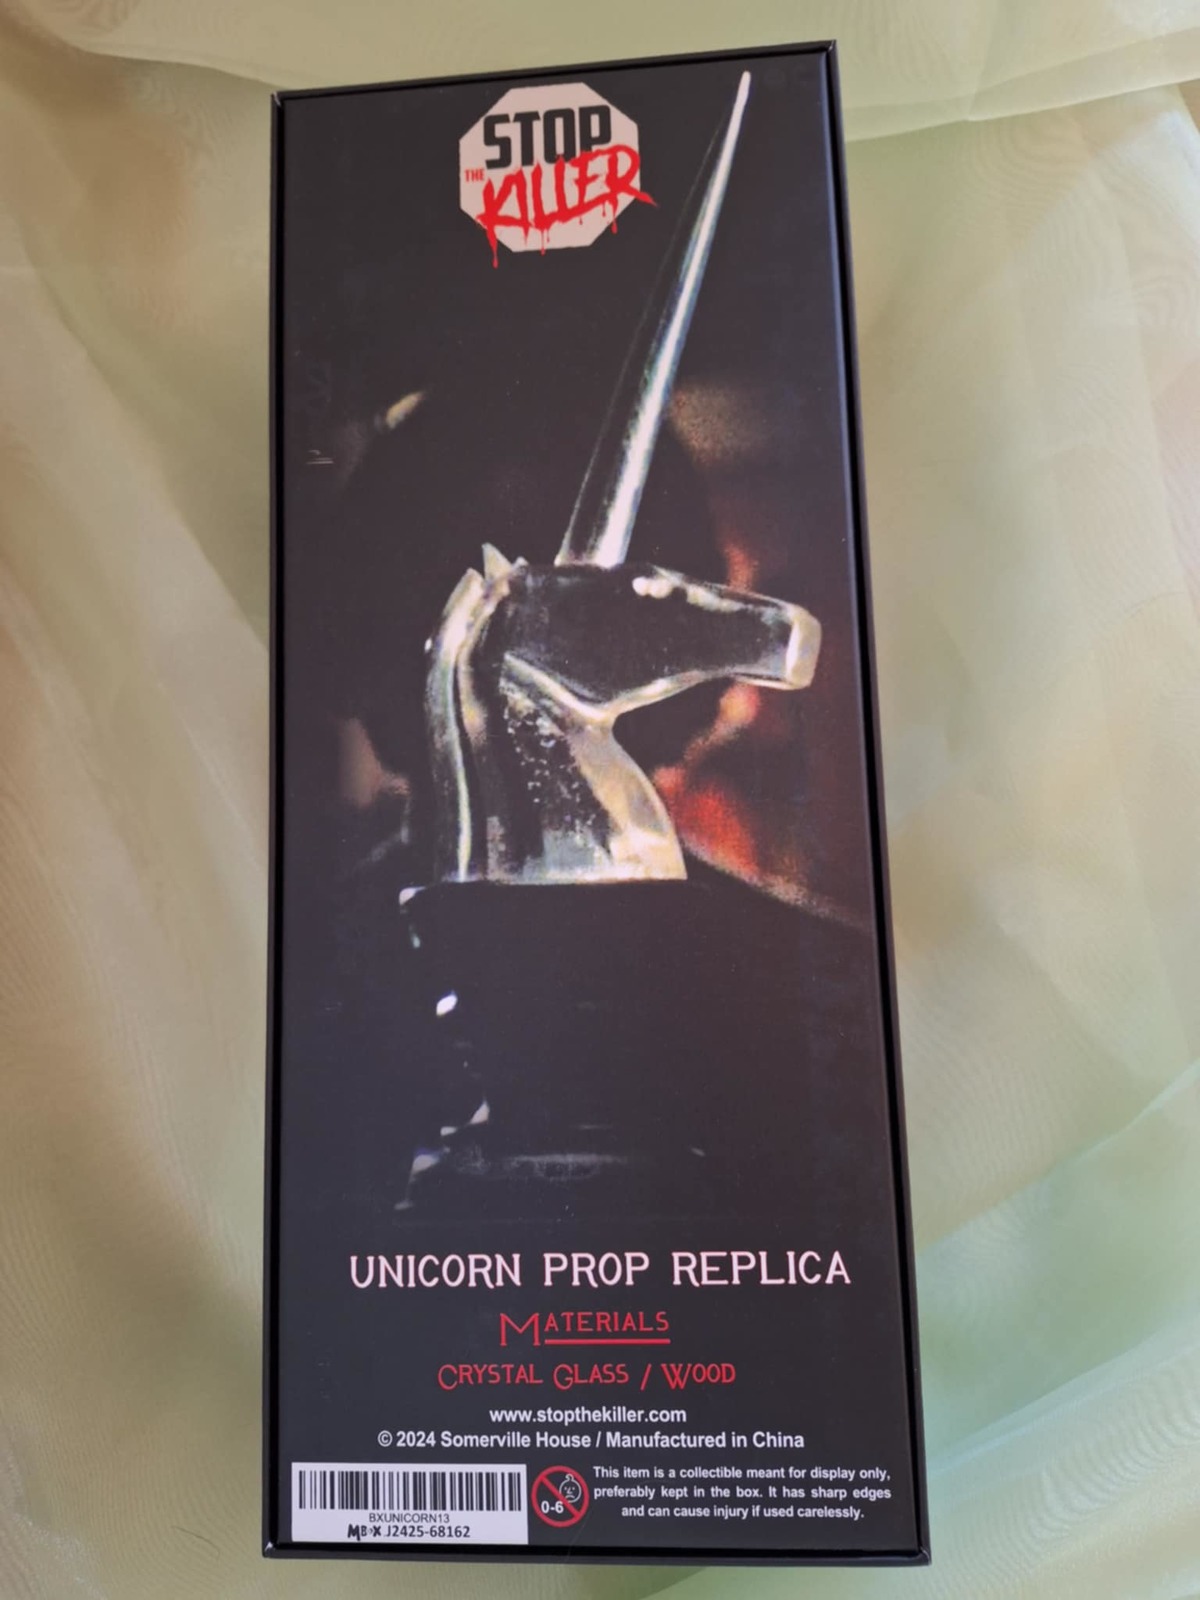 STOP
THE
KILLER
UNICORN PROP REPLICA
MATERIALS
CRYSTAL GLASS / WOOD
www.stopthekiller.com
© 2024 Somerville House / Manufactured in China
BXUNICORN13
MBOX J2425-68162
0-6
This item is a collectible meant for display only,
preferably kept in the box. It has sharp edges
and can cause injury if used carelessly.